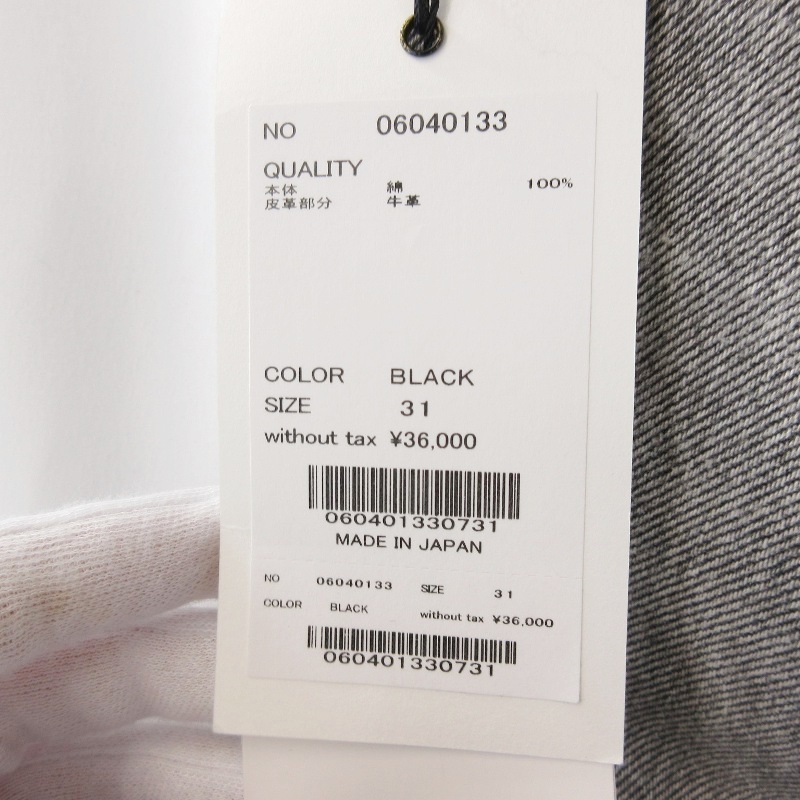 NO 06040133
QUALITY
本体 綿 100%
皮革部分 牛革
COLOR BLACK
SIZE 31
without tax ¥36,000
060401330731
MADE IN JAPAN
NO 06040133 SIZE 31
COLOR BLACK without tax ¥36,000
060401330731